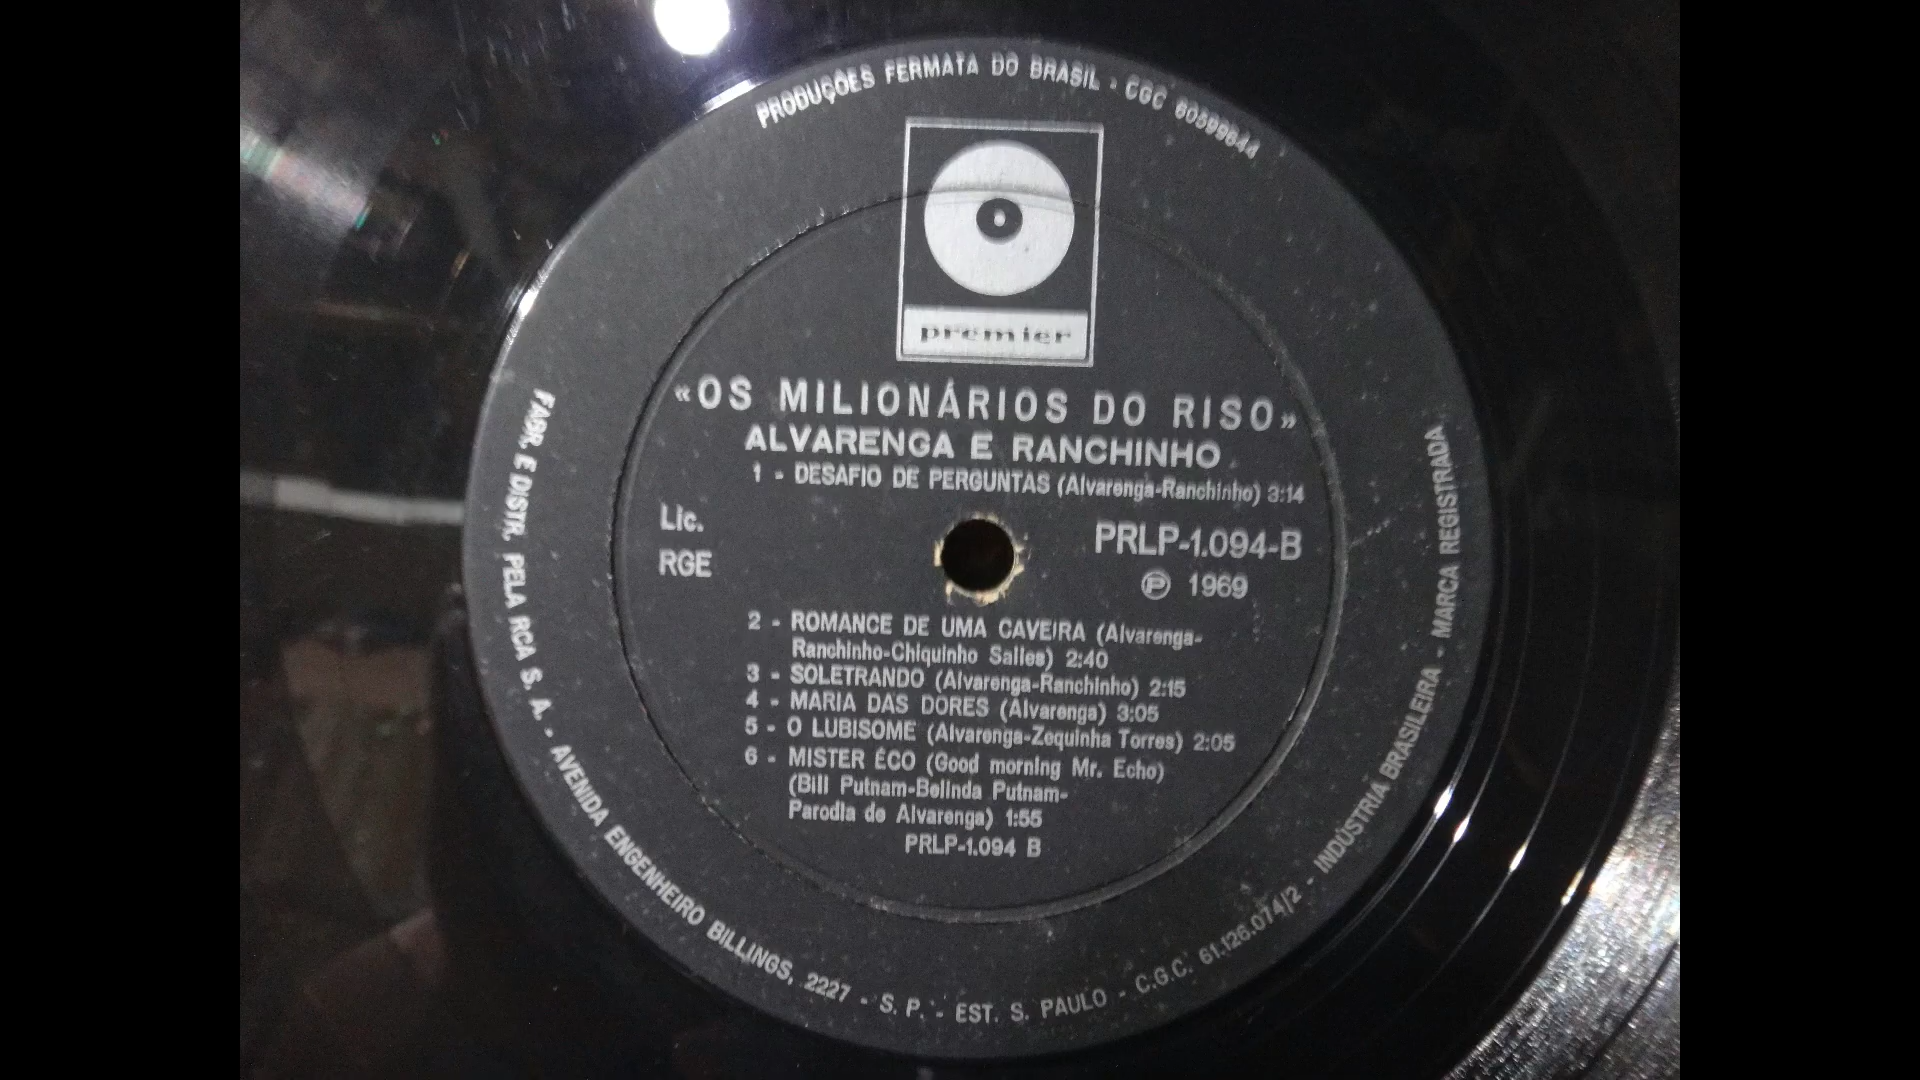 PRODUÇÕES FERMATA DO BRASIL - CGC 60599844
premier
«OS MILIONÁRIOS DO RISO»
ALVARENGA E RANCHINHO
1 - DESAFIO DE PERGUNTAS (Alvarenga-Ranchinho) 3:14
Lic.
RGE
PRLP-1.094-B
Ⓟ 1969
2 - ROMANCE DE UMA CAVEIRA (Alvarenga-
Ranchinho-Chiquinho Salles) 2:40
3 - SOLETRANDO (Alvarenga-Ranchinho) 2:15
4 - MARIA DAS DORES (Alvarenga) 3:05
5 - O LUBISOME (Alvarenga-Zequinha Torres) 2:05
6 - MISTER ÉCO (Good morning Mr. Echo)
(Bill Putnam-Belinda Putnam-
Parodia de Alvarenga) 1:55
PRLP-1.094 B
FABR. E DISTR. PELA RCA S. A. - AVENIDA ENGENHEIRO BILLINGS, 2227 - S. P. - EST. S. PAULO - C.G.C. 61.126.074/2 - INDÚSTRIA BRASILEIRA - MARCA REGISTRADA